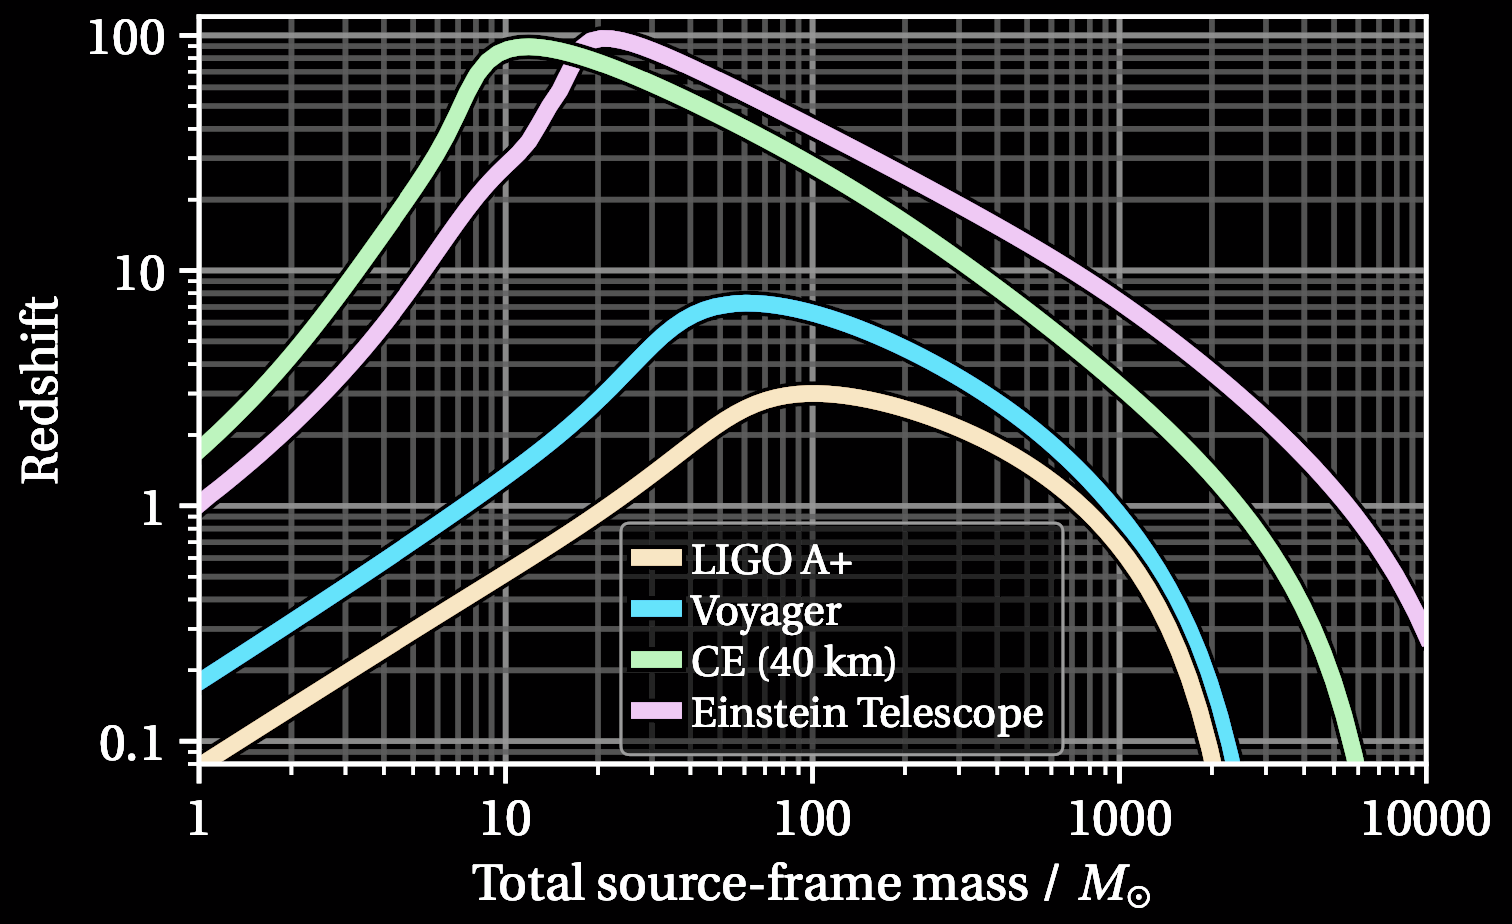 100
10
1
0.1
Redshift
LIGO A+
Voyager
CE (40 km)
Einstein Telescope
1 10 100 1000 10000
Total source-frame mass / M⊙